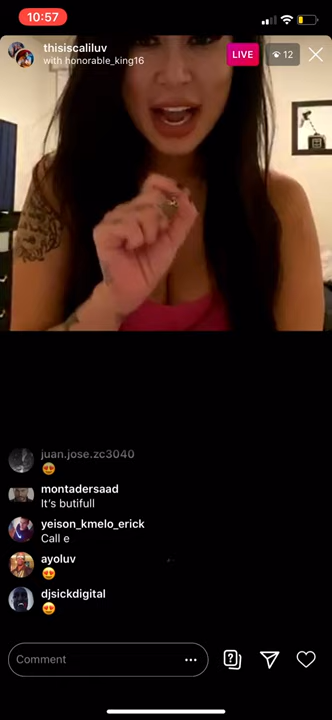 10:57
thisiscaliluv
with honorable_king16
LIVE
12
juan.jose.zc3040
😍
montadersaad
It's butifull
yeison_kmelo_erick
Call e
ayoluv
😍
djsickdigital
😍
Comment